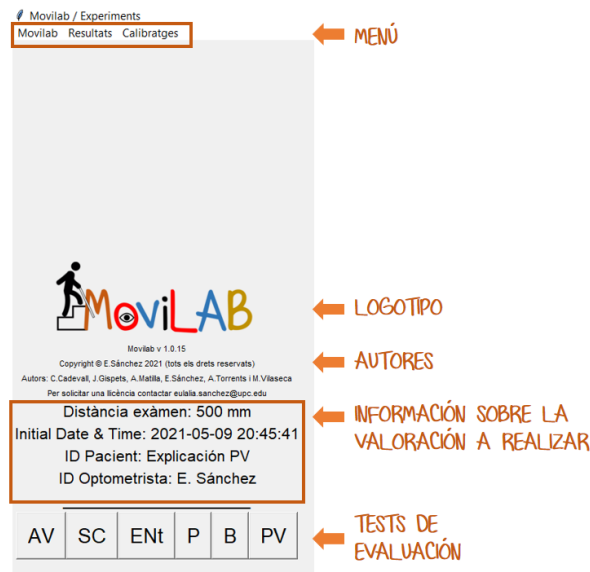 Movilab / Experiments
Movilab Resultats Calibratges
MENÚ
MoviLAB
LOGOTIPO
Movilab v 1.0.15
Copyright © E.Sánchez 2021 (tots els drets reservats)
AUTORES
Autors: C.Cadevall, J.Gispets, A.Matilla, E.Sánchez, A.Torrents i M.Vilaseca
Per solicitar una llicència contactar eulalia.sanchez@upc.edu
Distància exàmen: 500 mm
Initial Date & Time: 2021-05-09 20:45:41
ID Pacient: Explicación PV
ID Optometrista: E. Sánchez
INFORMACIÓN SOBRE LA
VALORACIÓN A REALIZAR
AV SC ENt P B PV
TESTS DE
EVALUACIÓN